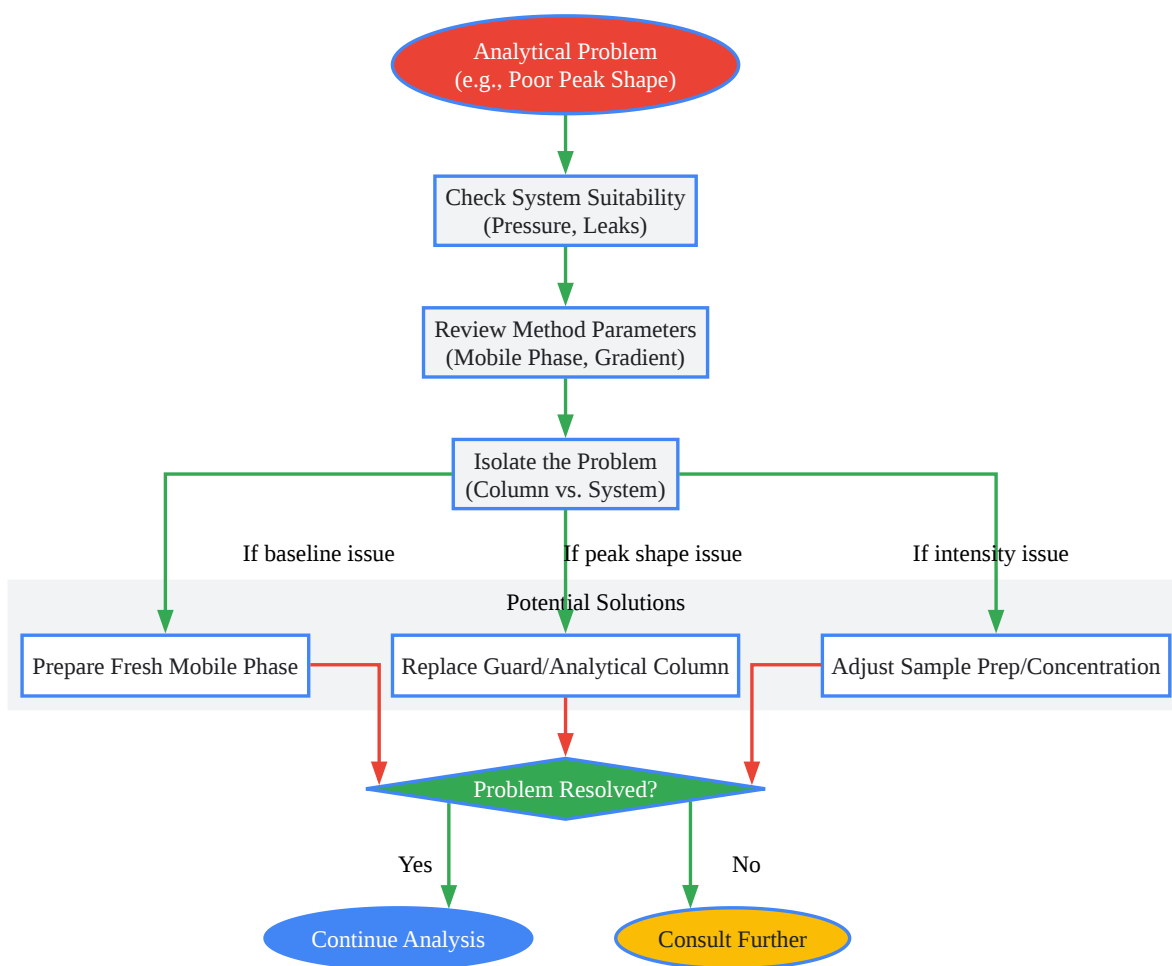 Analytical Problem
(e.g., Poor Peak Shape)
Check System Suitability
(Pressure, Leaks)
Review Method Parameters
(Mobile Phase, Gradient)
Isolate the Problem
(Column vs. System)
If baseline issue
If peak shape issue
If intensity issue
Potential Solutions
Prepare Fresh Mobile Phase
Replace Guard/Analytical Column
Adjust Sample Prep/Concentration
Problem Resolved?
Yes
No
Continue Analysis
Consult Further